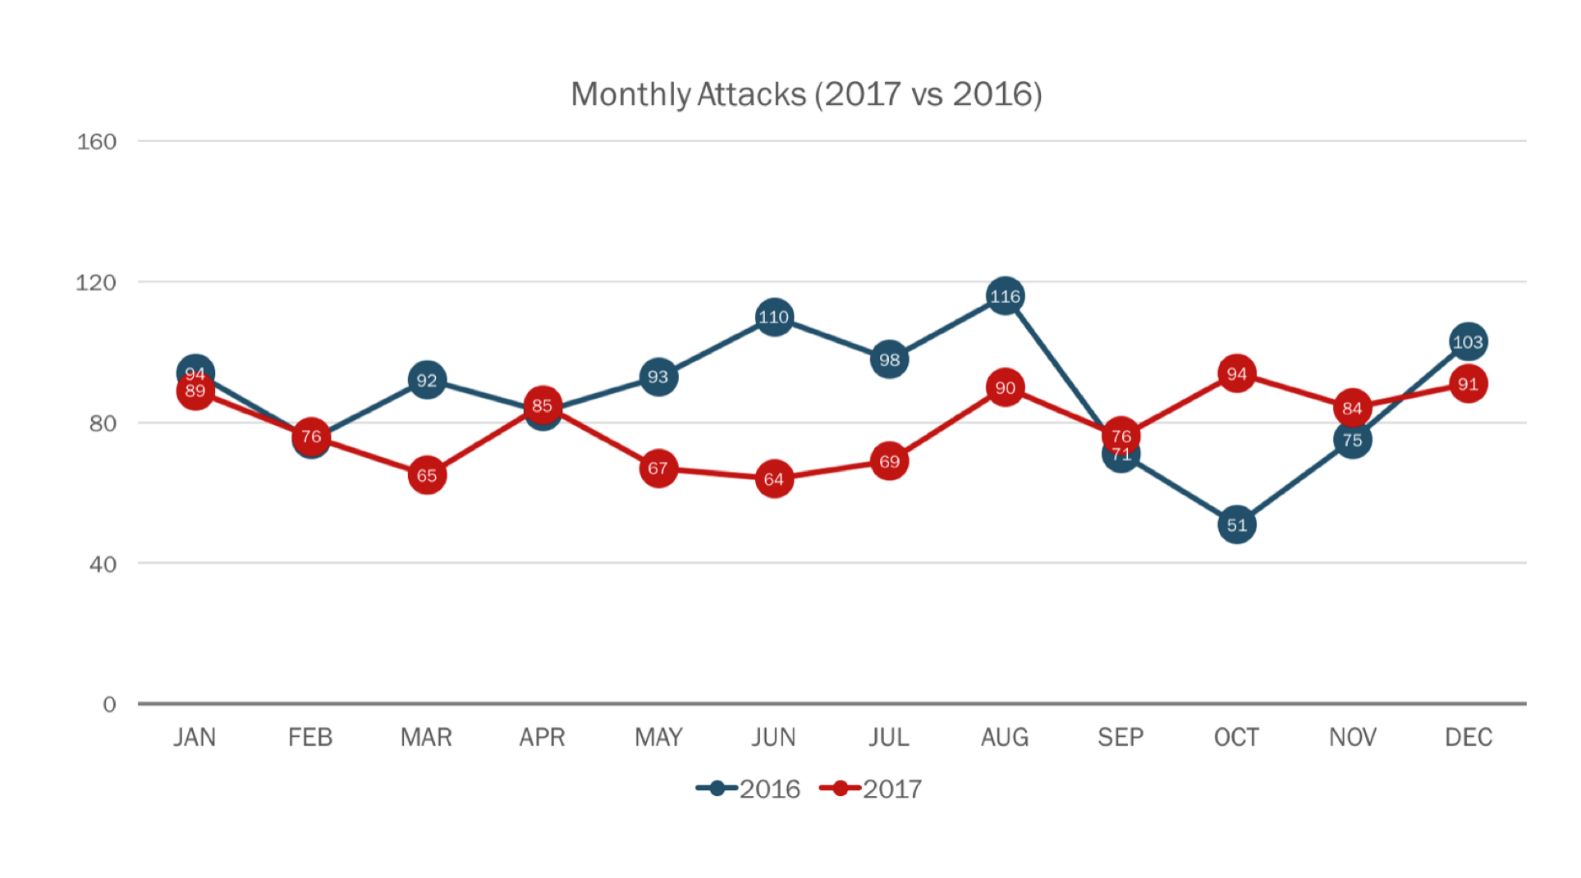 Monthly Attacks (2017 vs 2016)
160
120
80
40
0
94 92 93 110 98 116 71 51 75 103
89 76 65 85 67 64 69 90 76 94 84 91
JAN FEB MAR APR MAY JUN JUL AUG SEP OCT NOV DEC
2016 2017